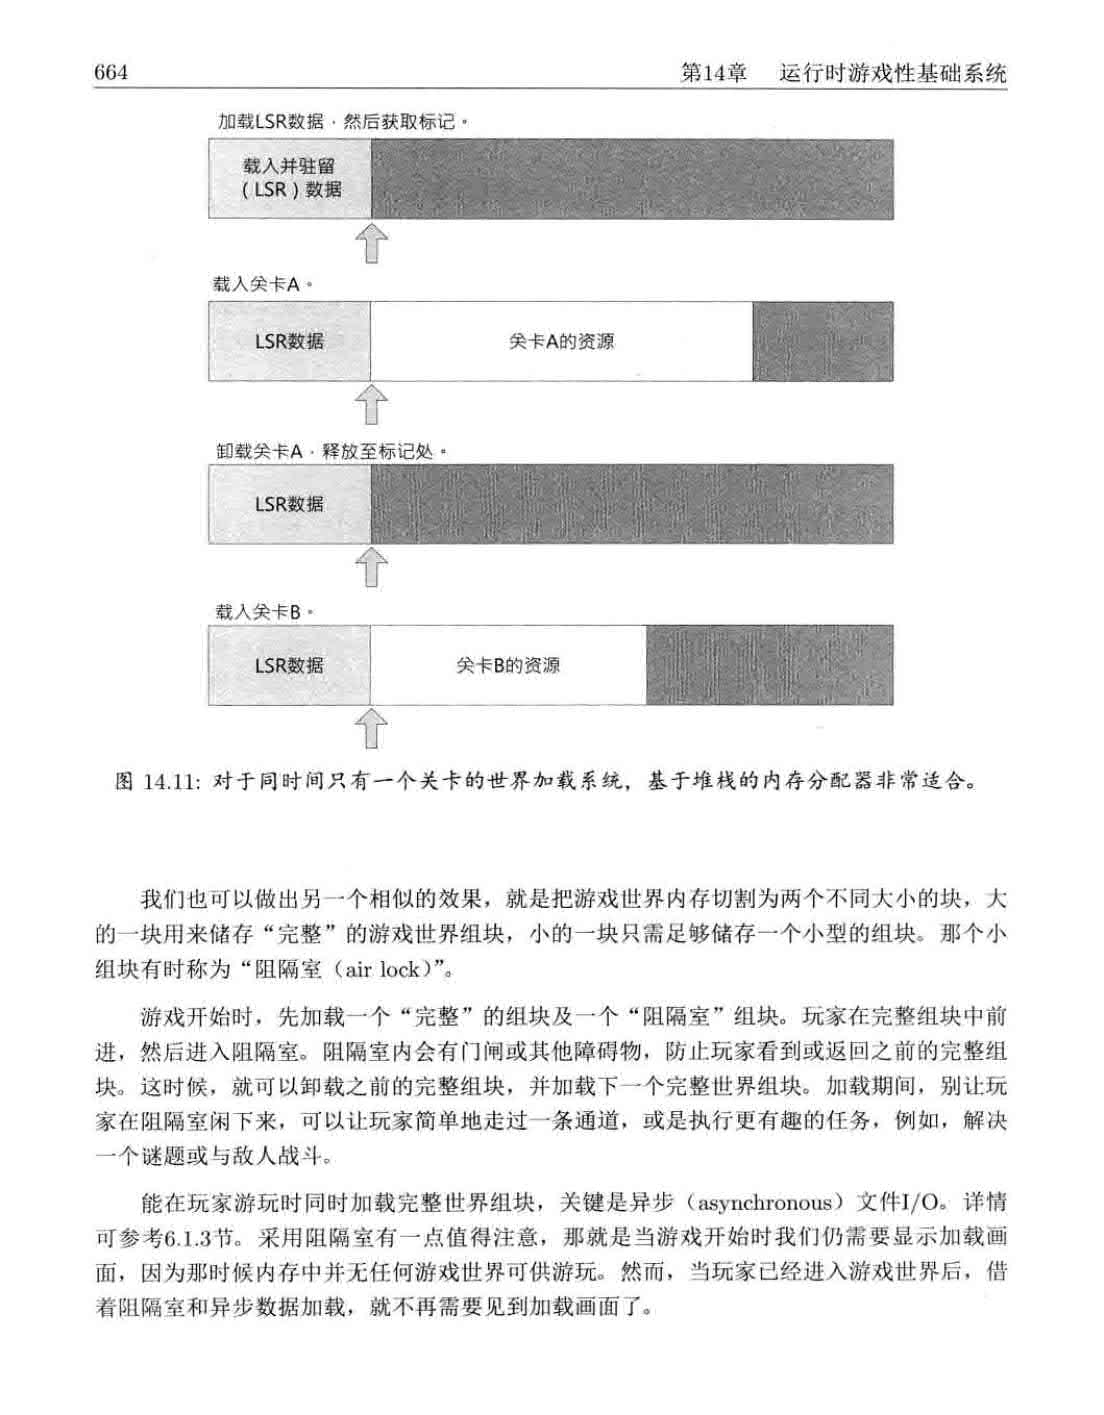 664
第14章 运行时游戏性基础系统
加载LSR数据，然后获取标记。
载入并驻留
（LSR）数据
载入关卡A。
LSR数据
关卡A的资源
卸载关卡A，释放至标记处。
LSR数据
载入关卡B。
LSR数据
关卡B的资源
图 14.11: 对于同时间只有一个关卡的世界加载系统，基于堆栈的内存分配器非常适合。
我们也可以做出另一个相似的效果，就是把游戏世界内存切割为两个不同大小的块，大
的一块用来储存“完整”的游戏世界组块，小的一块只需足够储存一个小型的组块。那个小
组块有时称为“阻隔室（air lock）”。
游戏开始时，先加载一个“完整”的组块及一个“阻隔室”组块。玩家在完整组块中前
进，然后进入阻隔室。阻隔室内会有门闸或其他障碍物，防止玩家看到或返回之前的完整组
块。这时候，就可以卸载之前的完整组块，并加载下一个完整世界组块。加载期间，别让玩
家在阻隔室闲下来，可以让玩家简单地走过一条通道，或是执行更有趣的任务，例如，解决
一个谜题或与敌人战斗。
能在玩家游玩时同时加载完整世界组块，关键是异步（asynchronous）文件I/O。详情
可参考6.1.3节。采用阻隔室有一点值得注意，那就是当游戏开始时我们仍需要显示加载画
面，因为那时候内存中并无任何游戏世界可供游玩。然而，当玩家已经进入游戏世界后，借
着阻隔室和异步数据加载，就不再需要见到加载画面了。